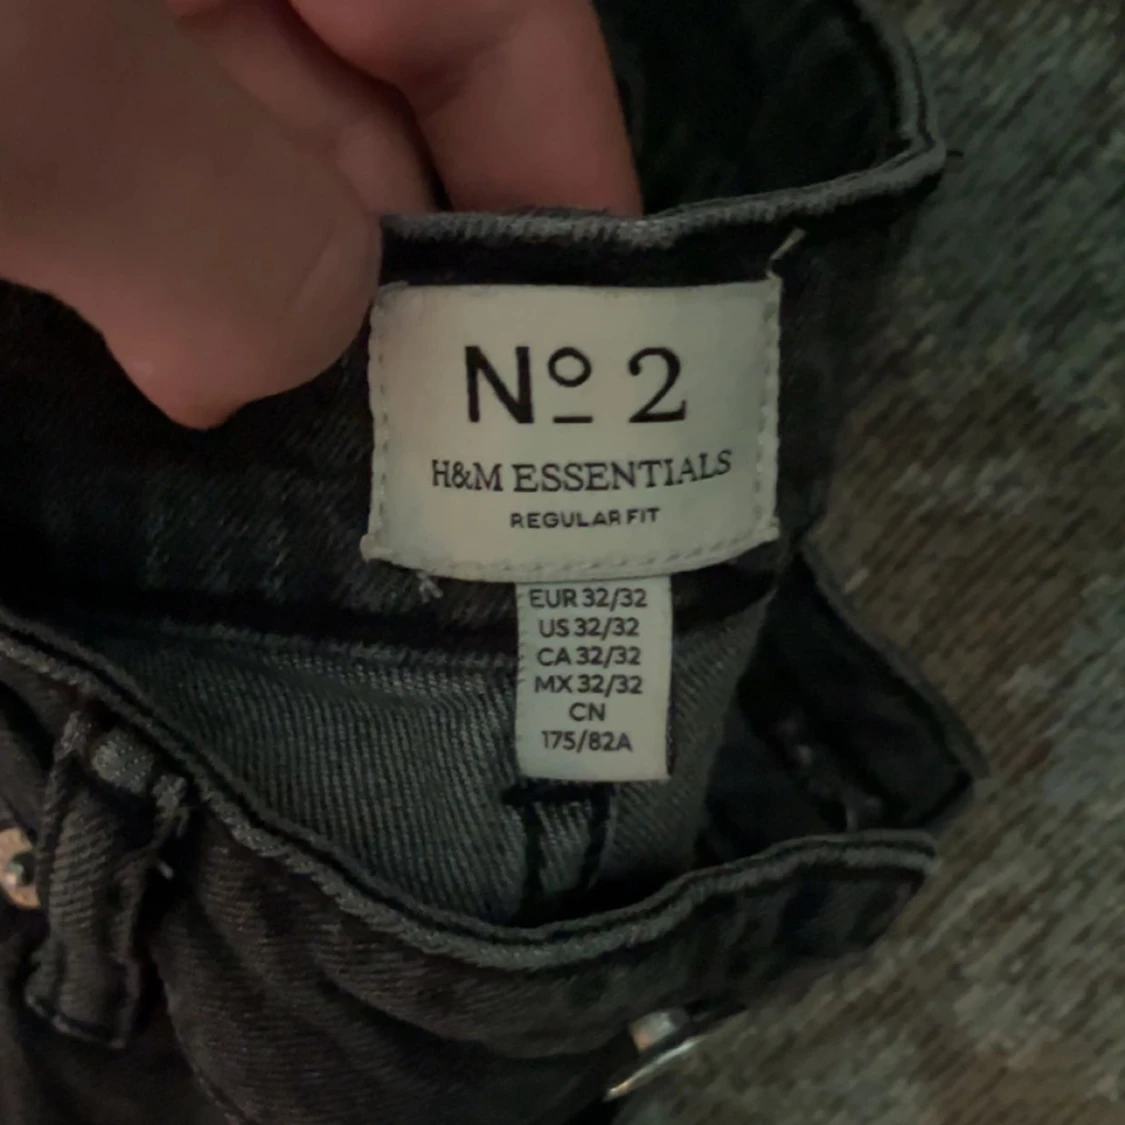 Nº 2
H&M ESSENTIALS
REGULAR FIT
EUR 32/32
US 32/32
CA 32/32
MX 32/32
CN
175/82A